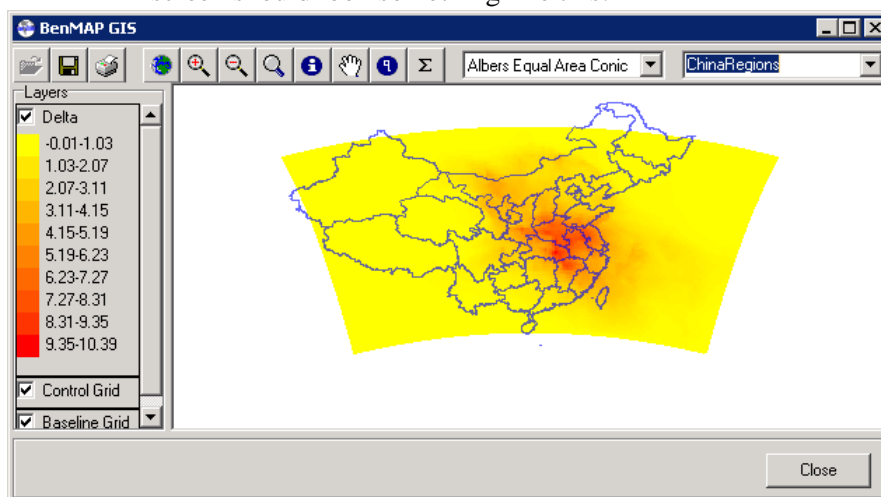 BenMAP GIS
Albers Equal Area Conic
ChinaRegions
Layers
Delta
-0.01-1.03
1.03-2.07
2.07-3.11
3.11-4.15
4.15-5.19
5.19-6.23
6.23-7.27
7.27-8.31
8.31-9.35
9.35-10.39
Control Grid
Baseline Grid
Close